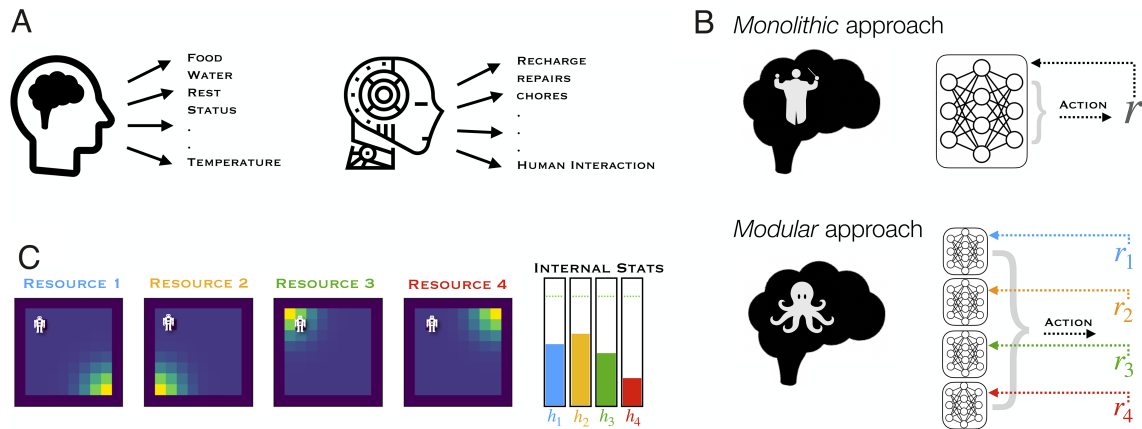 A
Food
Water
Rest
Status
.
.
Temperature
Recharge
repairs
chores
.
.
.
Human Interaction
B
Monolithic approach
Action
r
Modular approach
r1
r2
Action
r3
r4
C
Resource 1
Resource 2
Resource 3
Resource 4
Internal Stats
h1
h2
h3
h4